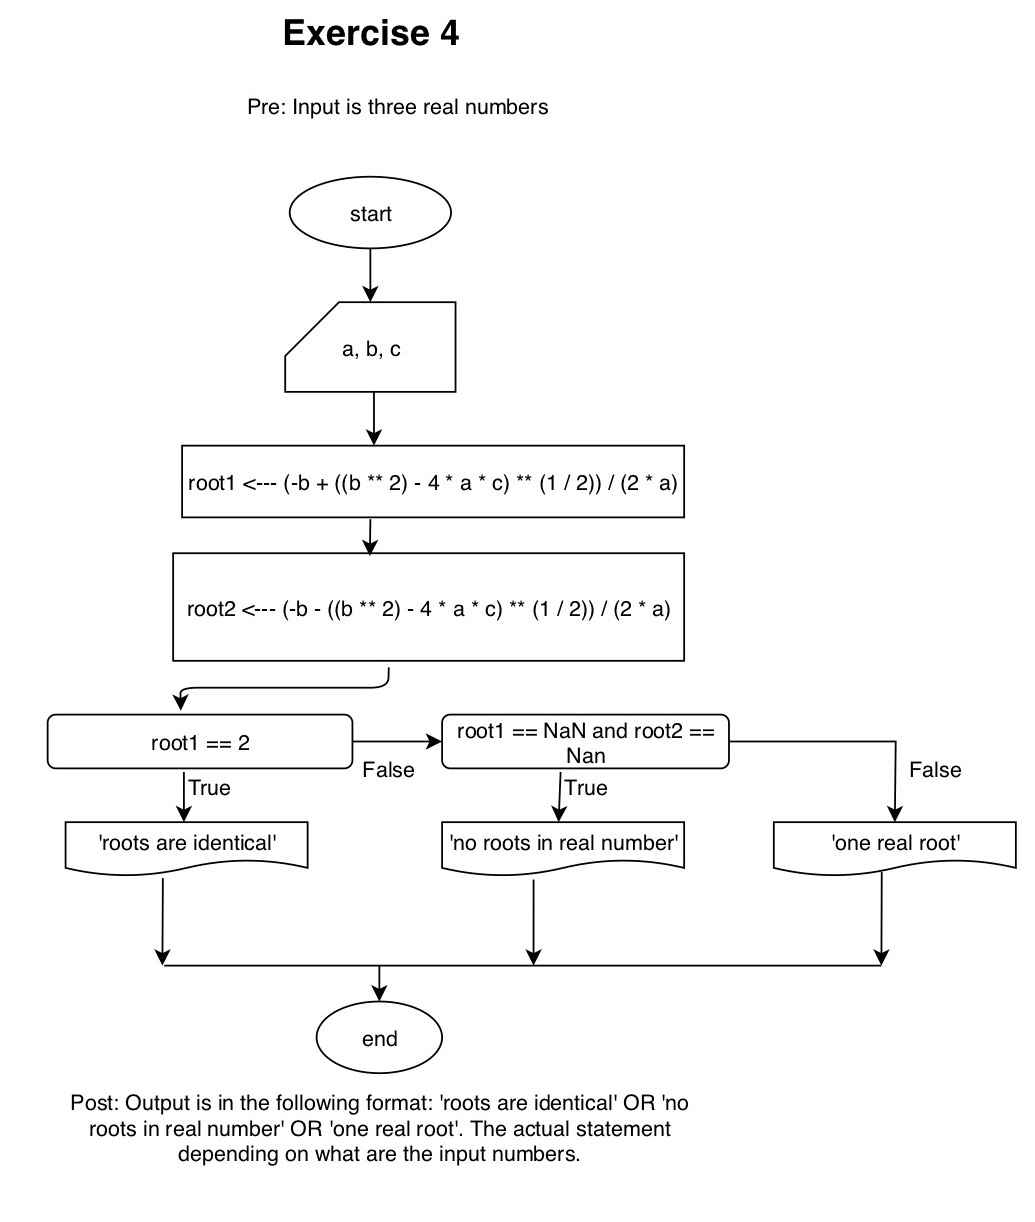 Exercise 4
Pre: Input is three real numbers
start
a, b, c
root1 <--- (-b + ((b ** 2) - 4 * a * c) ** (1 / 2)) / (2 * a)
root2 <--- (-b - ((b ** 2) - 4 * a * c) ** (1 / 2)) / (2 * a)
root1 == 2
False
root1 == NaN and root2 ==
Nan
False
True
True
'roots are identical'
'no roots in real number'
'one real root'
end
Post: Output is in the following format: 'roots are identical' OR 'no
roots in real number' OR 'one real root'. The actual statement
depending on what are the input numbers.